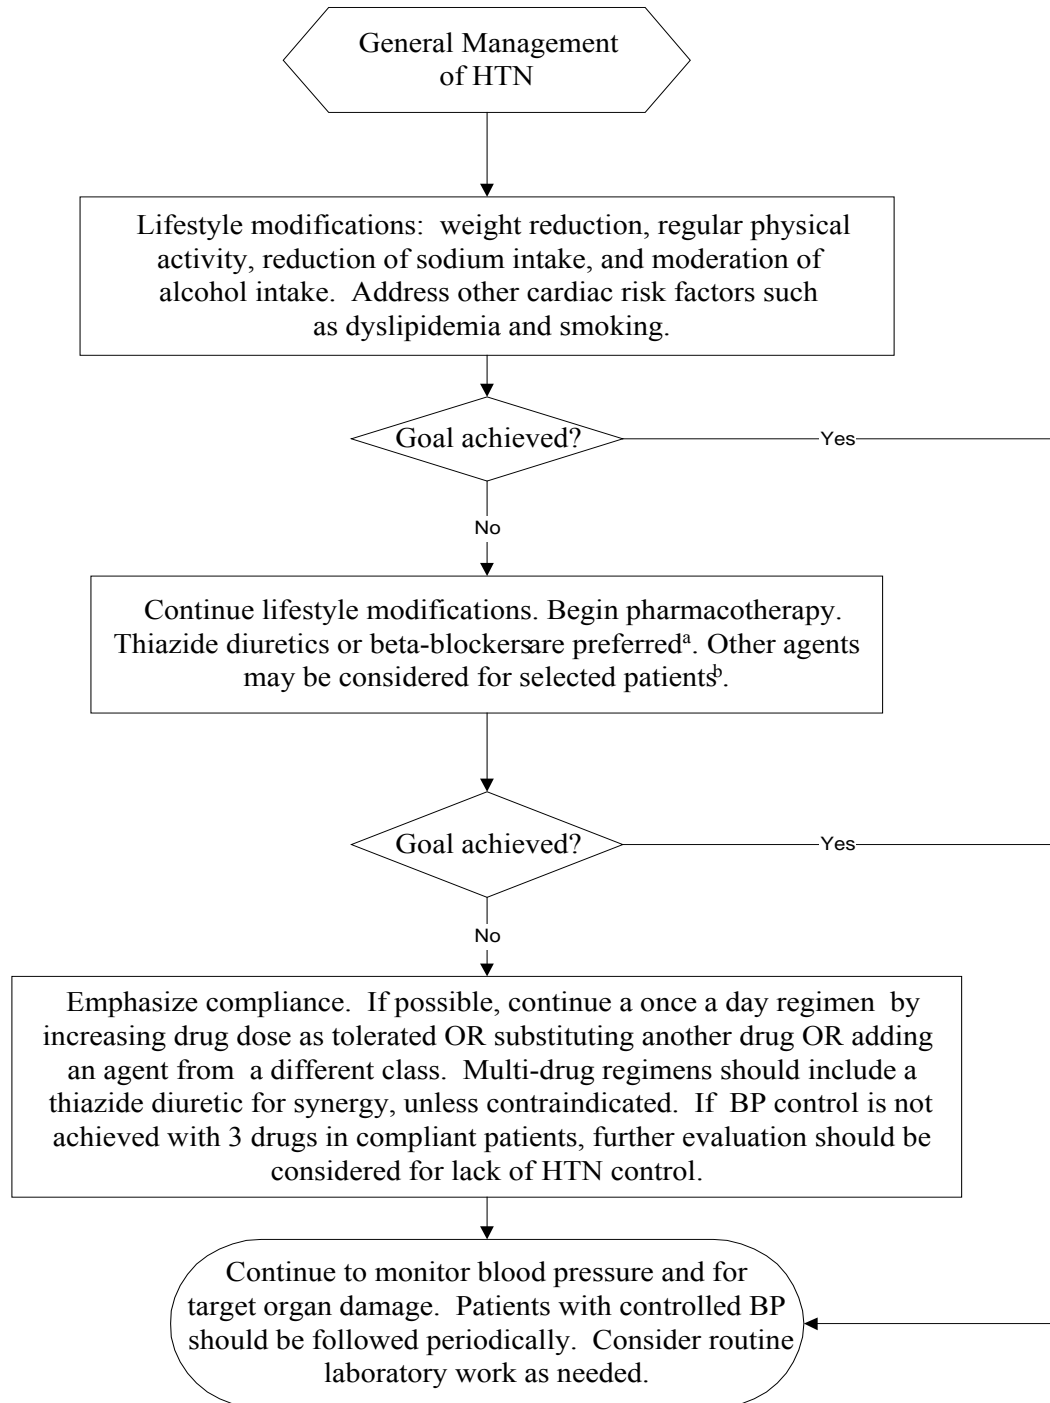 General Management
of HTN
Lifestyle modifications:  weight reduction, regular physical
activity, reduction of sodium intake, and moderation of
alcohol intake.  Address other cardiac risk factors such
as dyslipidemia and smoking.
Goal achieved?
Yes
No
Continue lifestyle modifications. Begin pharmacotherapy.
Thiazide diuretics or beta-blockersare preferredᵃ. Other agents
may be considered for selected patientsᵇ.
Goal achieved?
Yes
No
Emphasize compliance.  If possible, continue a once a day regimen  by
increasing drug dose as tolerated OR substituting another drug OR adding
an agent from  a different class.  Multi-drug regimens should include a
thiazide diuretic for synergy, unless contraindicated.  If  BP control is not
achieved with 3 drugs in compliant patients, further evaluation should be
considered for lack of HTN control.
Continue to monitor blood pressure and for
target organ damage.  Patients with controlled BP
should be followed periodically.  Consider routine
laboratory work as needed.